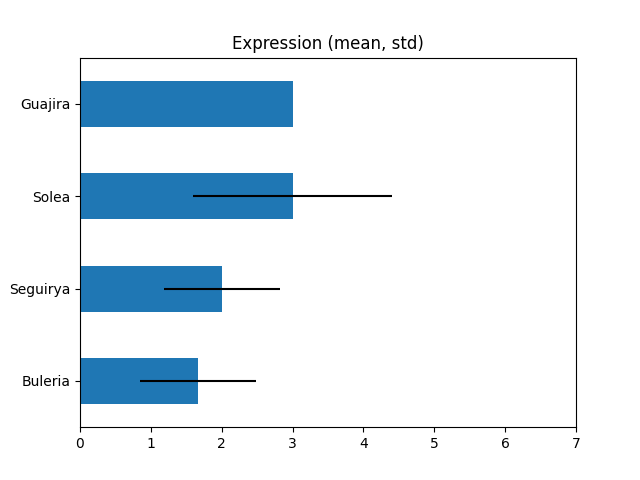 Expression (mean, std)
Guajira
Solea
Seguirya
Buleria
0 1 2 3 4 5 6 7